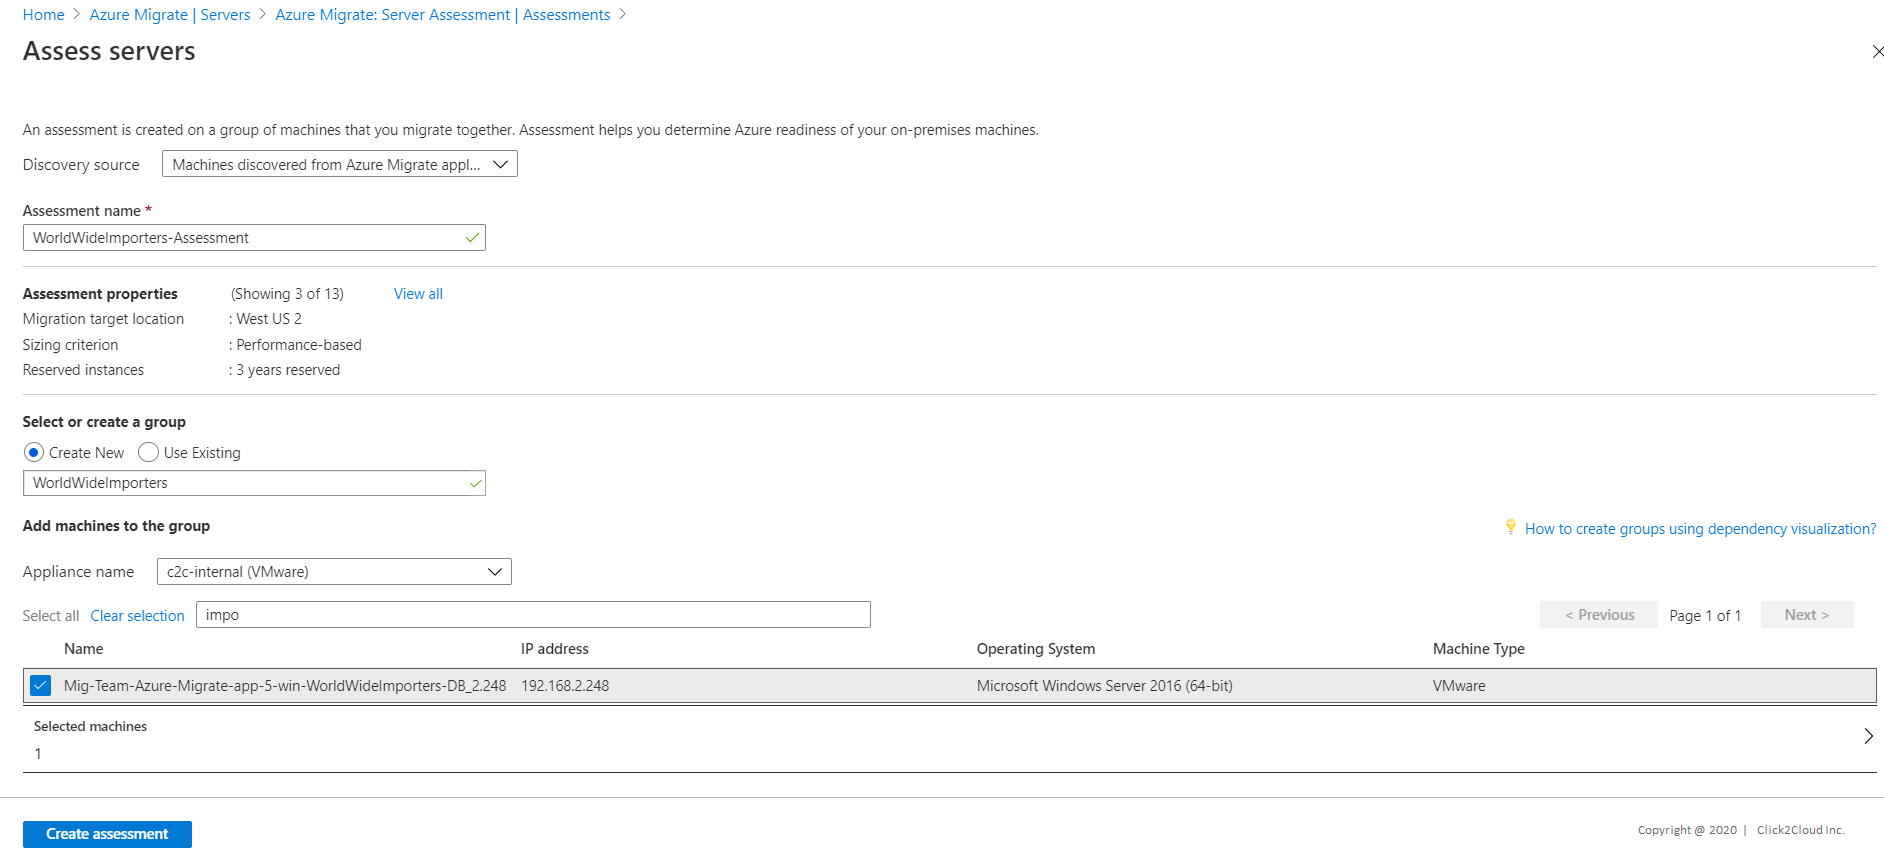 Home > Azure Migrate | Servers > Azure Migrate: Server Assessment | Assessments >
Assess servers
An assessment is created on a group of machines that you migrate together. Assessment helps you determine Azure readiness of your on-premises machines.
Discovery source Machines discovered from Azure Migrate appl...
Assessment name *
WorldWideImporters-Assessment
Assessment properties (Showing 3 of 13) View all
Migration target location : West US 2
Sizing criterion : Performance-based
Reserved instances : 3 years reserved
Select or create a group
Create New Use Existing
WorldWideImporters
Add machines to the group
How to create groups using dependency visualization?
Appliance name c2c-internal (VMware)
Select all Clear selection impo < Previous Page 1 of 1 Next >
Name IP address Operating System Machine Type
Mig-Team-Azure-Migrate-app-5-win-WorldWideImporters-DB_2.248 192.168.2.248 Microsoft Windows Server 2016 (64-bit) VMware
Selected machines
1
Create assessment
Copyright @ 2020 | Click2Cloud Inc.